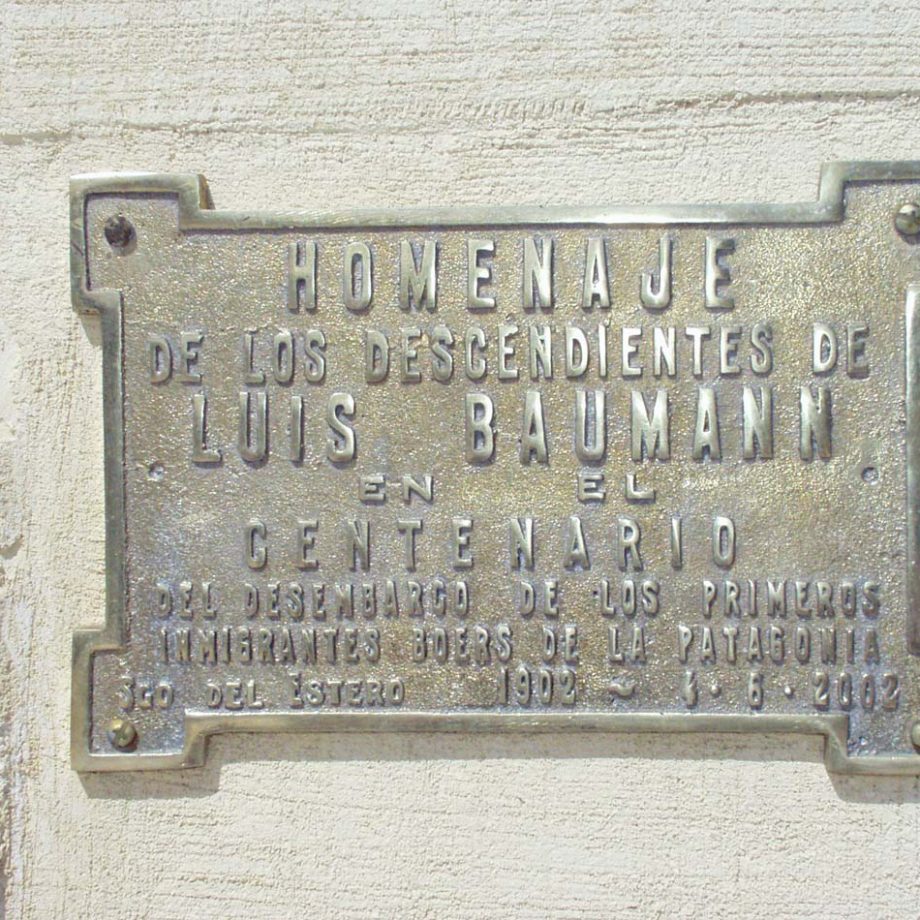 HOMENAJE
DE LOS DESCENDIENTES DE
LUIS BAUMANN
EN EL
CENTENARIO
DEL DESEMBARCO DE LOS PRIMEROS
INMIGRANTES BOERS DE LA PATAGONIA
SGO DEL ESTERO 1902 ~ 4·6·2002